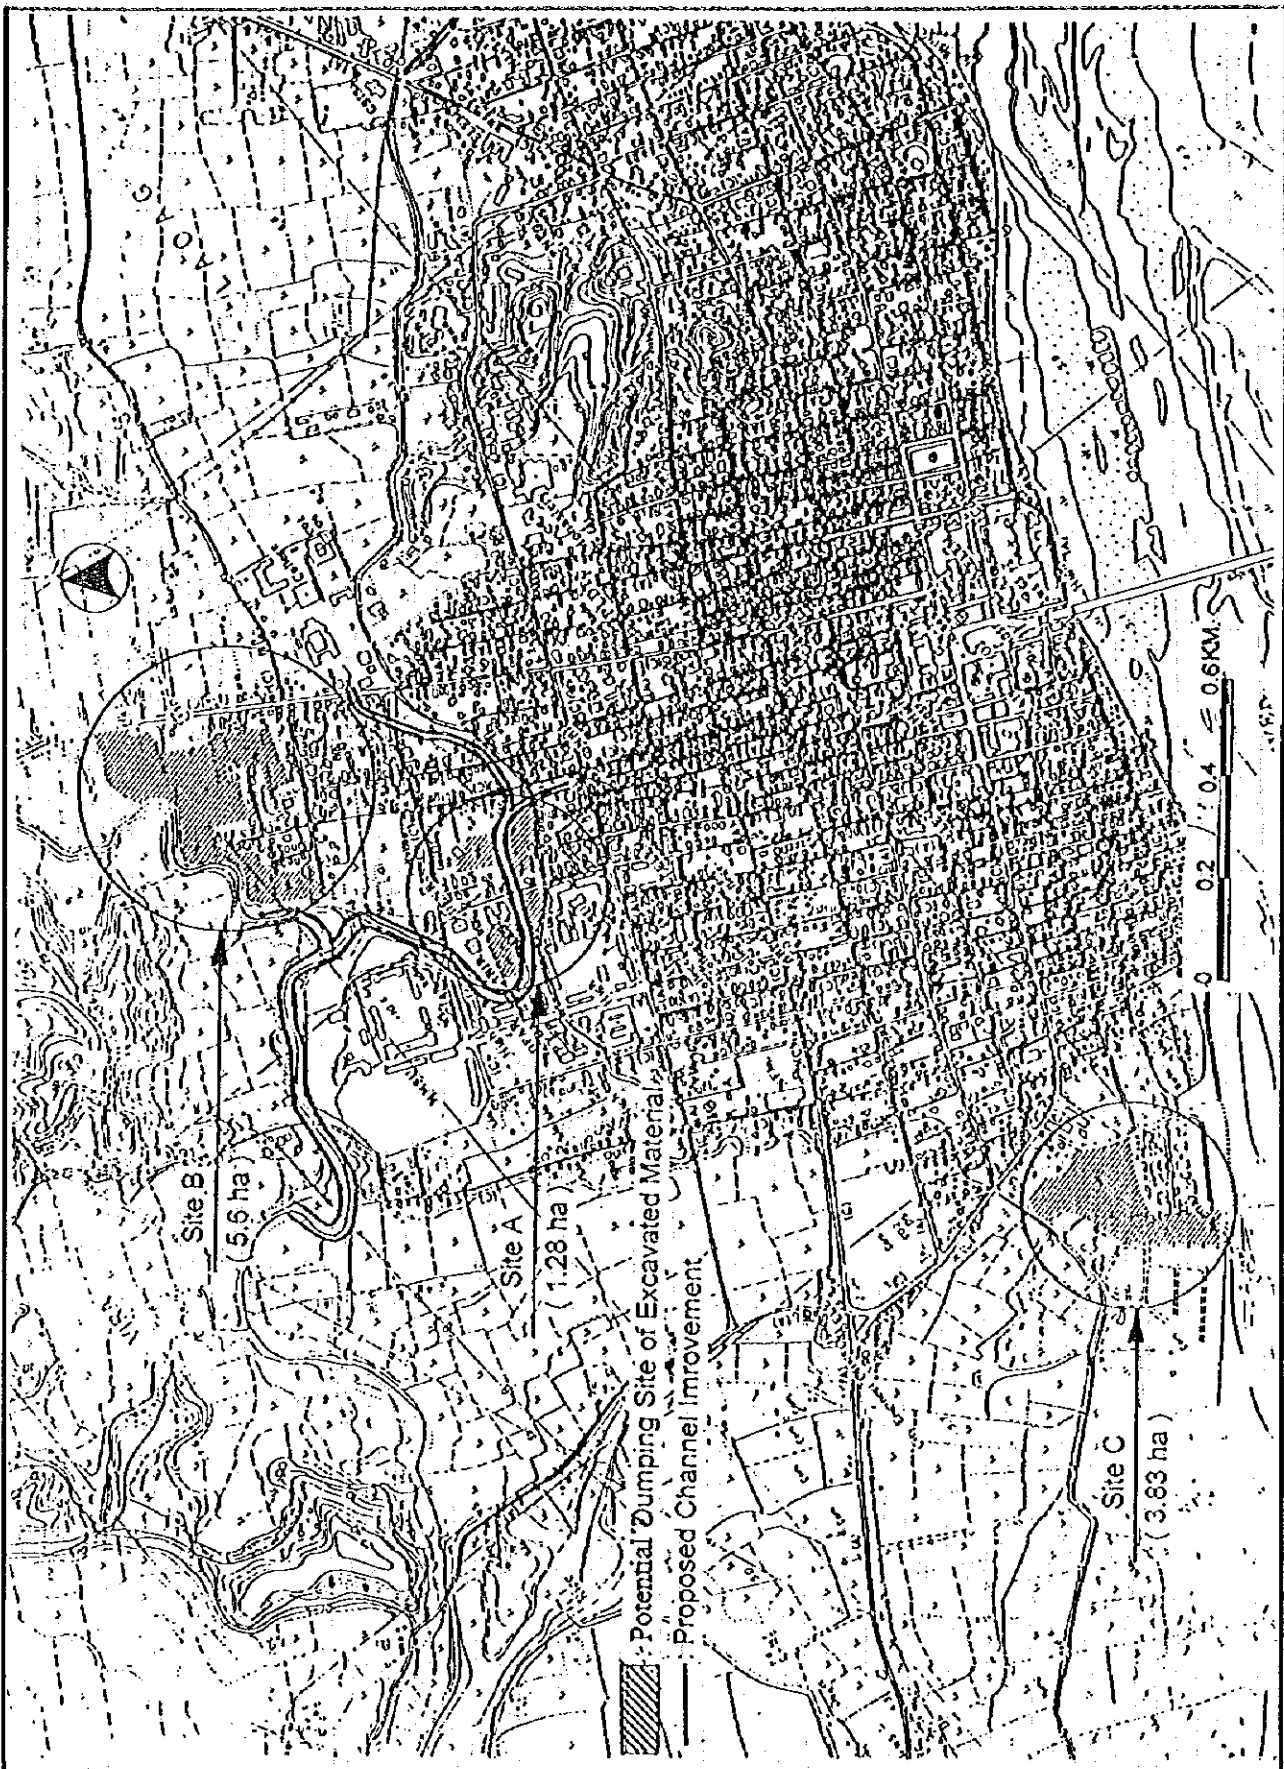 Site B
( 5.6 ha )
Site A
( 1.28 ha )
: Potential Dumping Site of Excavated Material
Proposed Channel Improvement
Site C
( 3.83 ha )
0 0.2 0.4 0.6KM.